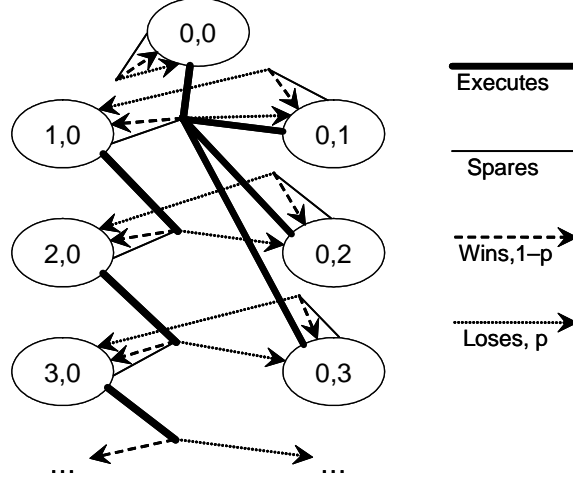 0,0
Executes
1,0
0,1
Spares
2,0
0,2
Wins,1–p
3,0
0,3
Loses, p
...
...